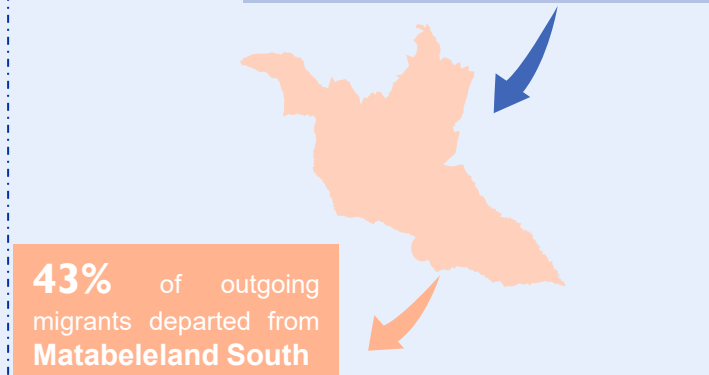 43% of outgoing
migrants departed from
Matabeleland South